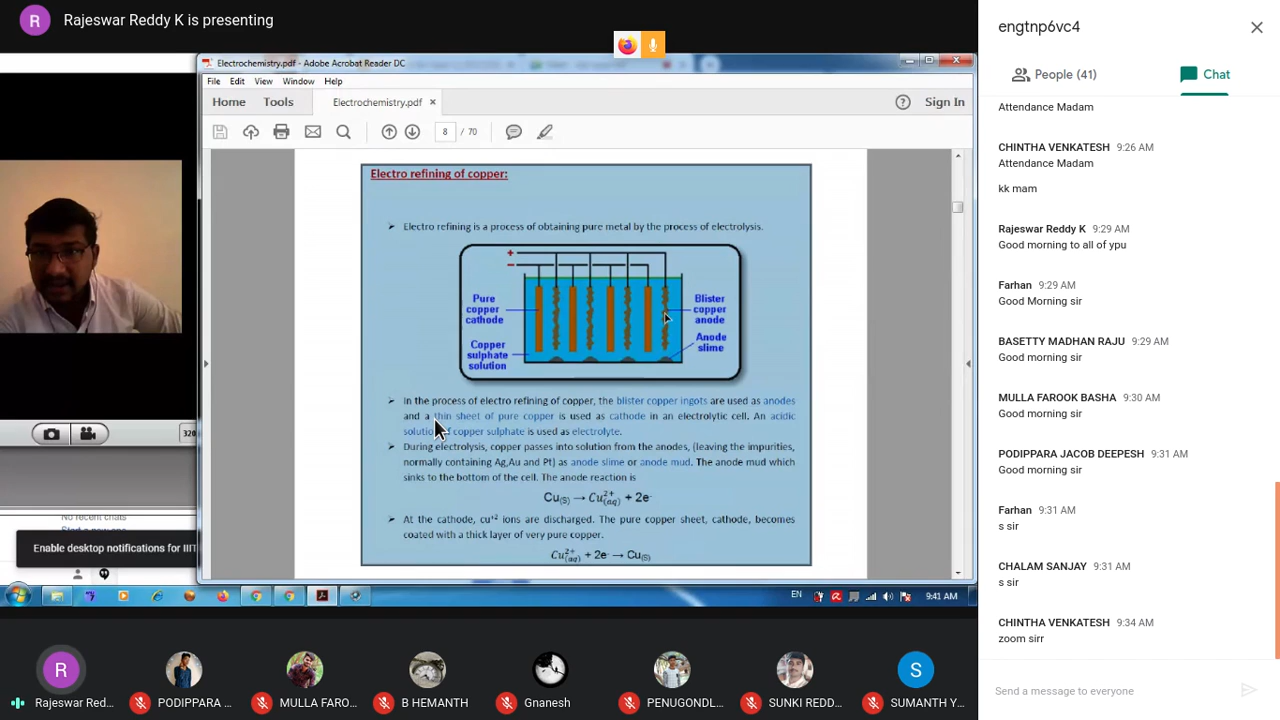 R
Rajeswar Reddy K is presenting
Electrochemistry.pdf - Adobe Acrobat Reader DC
File Edit View Window Help
Home Tools Electrochemistry.pdf × ? Sign In
8 / 70
Electro refining of copper:
Electro refining is a process of obtaining pure metal by the process of electrolysis.
+
−
Pure
copper
cathode
Copper
sulphate
solution
Blister
copper
anode
Anode
slime
In the process of electro refining of copper, the blister copper ingots are used as anodes
and a thin sheet of pure copper is used as cathode in an electrolytic cell. An acidic
of copper sulphate is used as electrolyte.
During electrolysis, copper passes into solution from the anodes, (leaving the impurities,
normally containing Ag,Au and Pt) as anode slime or anode mud. The anode mud which
sinks to the bottom of the cell. The anode reaction is
Cu(S) → Cu²⁺(aq) + 2e⁻
At the cathode, cu⁺² ions are discharged. The pure copper sheet, cathode, becomes
coated with a thick layer of very pure copper.
Cu²⁺(aq) + 2e⁻ → Cu(S)
320
No recent chats
Enable desktop notifications for IIIT
EN 9:41 AM
R
Rajeswar Red...
PODIPPARA ...
MULLA FARO...
B HEMANTH
Gnanesh
PENUGONDL...
SUNKI REDD...
S
SUMANTH Y...
engtnp6vc4
People (41) Chat
Attendance Madam
CHINTHA VENKATESH 9:26 AM
Attendance Madam
kk mam
Rajeswar Reddy K 9:29 AM
Good morning to all of ypu
Farhan 9:29 AM
Good Morning sir
BASETTY MADHAN RAJU 9:29 AM
Good morning sir
MULLA FAROOK BASHA 9:30 AM
Good morning sir
PODIPPARA JACOB DEEPESH 9:31 AM
Good morning sir
Farhan 9:31 AM
s sir
CHALAM SANJAY 9:31 AM
s sir
CHINTHA VENKATESH 9:34 AM
zoom sirr
Send a message to everyone